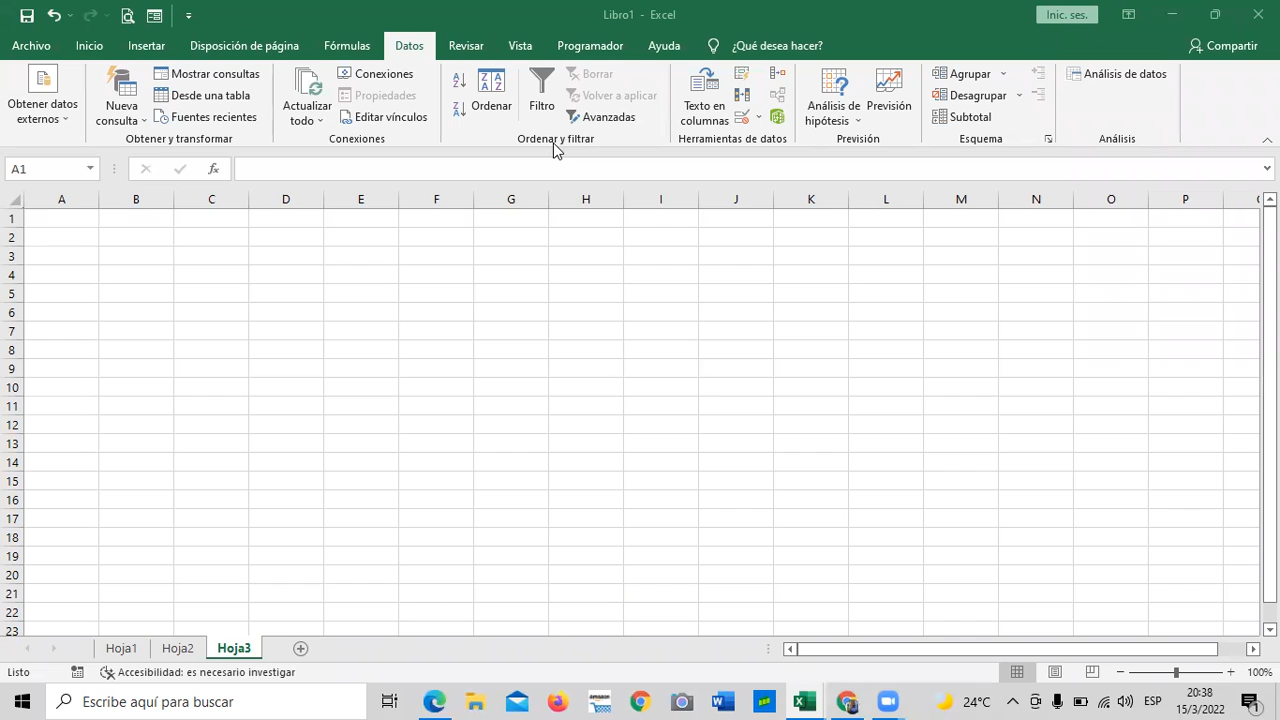 Libro1 - Excel
Inic. ses.
Archivo Inicio Insertar Disposición de página Fórmulas Datos Revisar Vista Programador Ayuda ¿Qué desea hacer? Compartir
Obtener datos externos
Nueva consulta
Mostrar consultas
Desde una tabla
Fuentes recientes
Obtener y transformar
Actualizar todo
Conexiones
Propiedades
Editar vínculos
Conexiones
Ordenar
Filtro
Borrar
Volver a aplicar
Avanzadas
Ordenar y filtrar
Texto en columnas
Herramientas de datos
Análisis de hipótesis
Previsión
Previsión
Agrupar
Desagrupar
Subtotal
Esquema
Análisis de datos
Análisis
A1 fx
A B C D E F G H I J K L M N O P
1
2
3
4
5
6
7
8
9
10
11
12
13
14
15
16
17
18
19
20
21
22
23
Hoja1 Hoja2 Hoja3
Listo Accesibilidad: es necesario investigar 100%
Escribe aquí para buscar 24°C ESP 20:38
15/3/2022